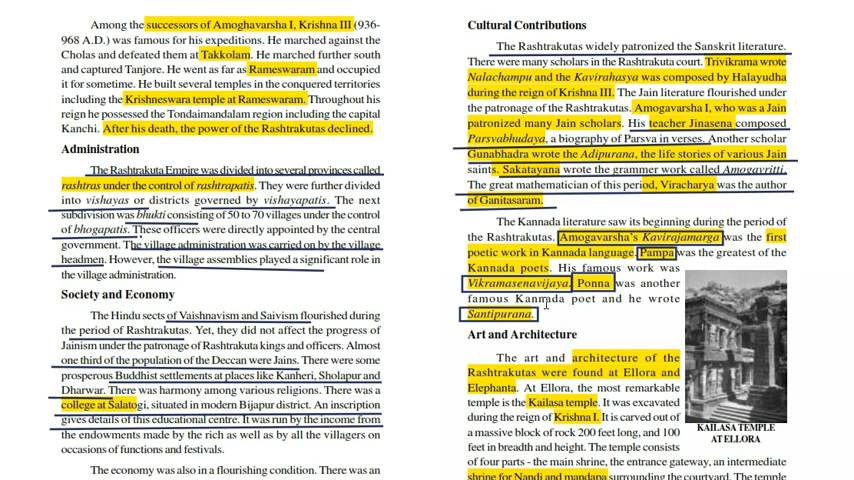 Among the successors of Amoghavarsha I, Krishna III (936-
968 A.D.) was famous for his expeditions. He marched against the
Cholas and defeated them at Takkolam. He marched further south
and captured Tanjore. He went as far as Rameswaram and occupied
it for sometime. He built several temples in the conquered territories
including the Krishneswara temple at Rameswaram. Throughout his
reign he possessed the Tondaimandalam region including the capital
Kanchi. After his death, the power of the Rashtrakutas declined.
Administration
The Rashtrakuta Empire was divided into several provinces called
rashtras under the control of rashtrapatis. They were further divided
into vishayas or districts governed by vishayapatis. The next
subdivision was bhukti consisting of 50 to 70 villages under the control
of bhogapatis. These officers were directly appointed by the central
government. The village administration was carried on by the village
headmen. However, the village assemblies played a significant role in
the village administration.
Society and Economy
The Hindu sects of Vaishnavism and Saivism flourished during
the period of Rashtrakutas. Yet, they did not affect the progress of
Jainism under the patronage of Rashtrakuta kings and officers. Almost
one third of the population of the Deccan were Jains. There were some
prosperous Buddhist settlements at places like Kanheri, Sholapur and
Dharwar. There was harmony among various religions. There was a
college at Salatogi, situated in modern Bijapur district. An inscription
gives details of this educational centre. It was run by the income from
the endowments made by the rich as well as by all the villagers on
occasions of functions and festivals.
The economy was also in a flourishing condition. There was an
Cultural Contributions
The Rashtrakutas widely patronized the Sanskrit literature.
There were many scholars in the Rashtrakuta court. Trivikrama wrote
Nalachampu and the Kavirahasya was composed by Halayudha
during the reign of Krishna III. The Jain literature flourished under
the patronage of the Rashtrakutas. Amogavarsha I, who was a Jain
patronized many Jain scholars. His teacher Jinasena composed
Parsvabhudaya, a biography of Parsva in verses. Another scholar
Gunabhadra wrote the Adipurana, the life stories of various Jain
saints. Sakatayana wrote the grammer work called Amogavritti.
The great mathematician of this period, Viracharya was the author
of Ganitasaram.
The Kannada literature saw its beginning during the period of
the Rashtrakutas. Amogavarsha's Kavirajamarga was the first
poetic work in Kannada language. Pampa was the greatest of the
Kannada poets. His famous work was
Vikramasenavijaya. Ponna was another
famous Kannada poet and he wrote
Santipurana.
Art and Architecture
The art and architecture of the
Rashtrakutas were found at Ellora and
Elephanta. At Ellora, the most remarkable
temple is the Kailasa temple. It was excavated
during the reign of Krishna I. It is carved out of
a massive block of rock 200 feet long, and 100
feet in breadth and height. The temple consists
of four parts - the main shrine, the entrance gateway, an intermediate
shrine for Nandi and mandapa surrounding the courtyard. The temple
KAILASA TEMPLE
AT ELLORA